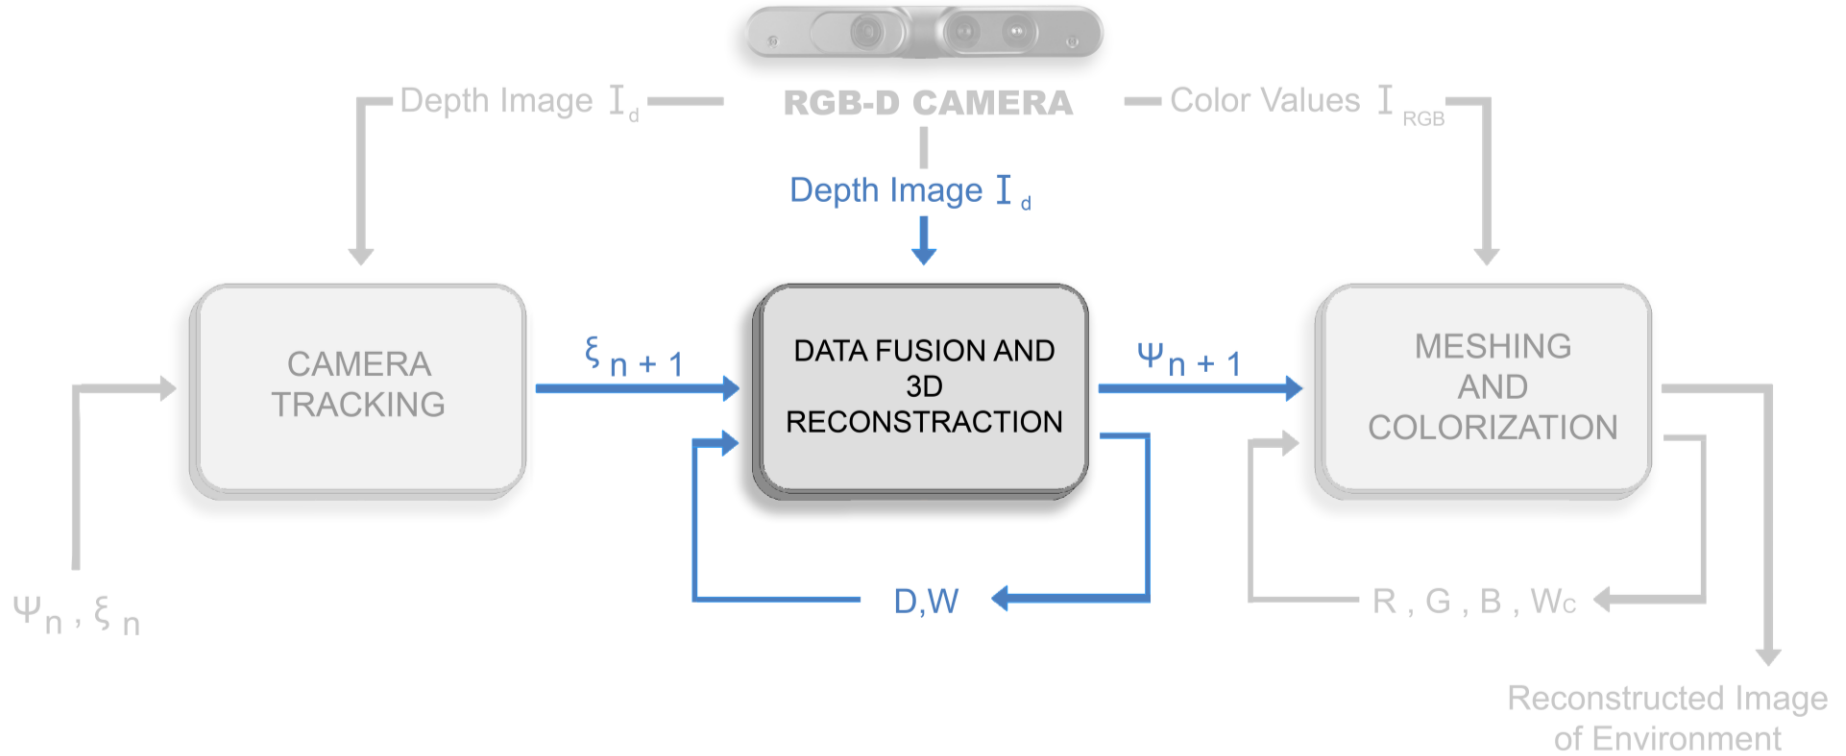 RGB-D CAMERA
Depth Image I d
Color Values I RGB
Depth Image I d
CAMERA
TRACKING
ξ n + 1
DATA FUSION AND
3D
RECONSTRACTION
Ψ n + 1
MESHING
AND
COLORIZATION
Ψ n , ξ n
D,W
R , G , B , WC
Reconstructed Image
of Environment